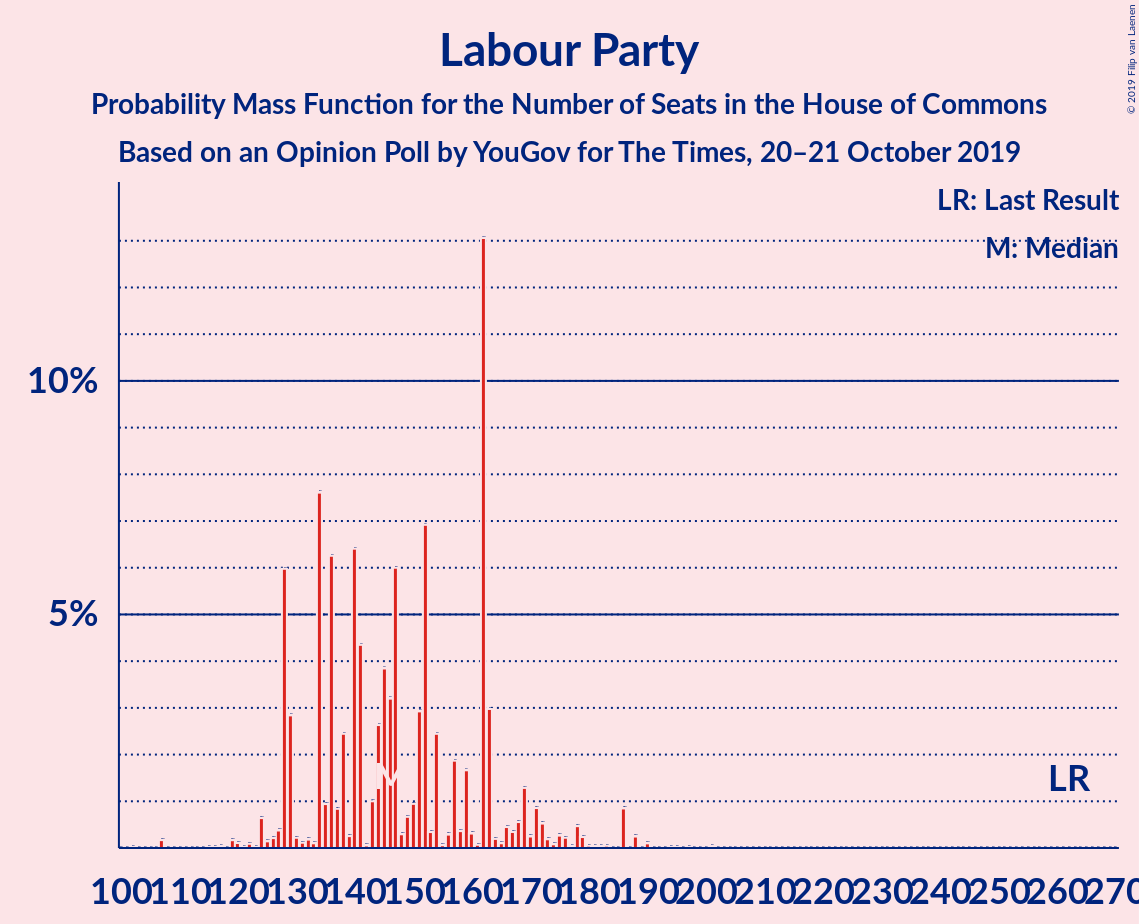 Labour Party
Probability Mass Function for the Number of Seats in the House of Commons
Based on an Opinion Poll by YouGov for The Times, 20–21 October 2019
© 2019 Filip van Laenen
LR: Last Result
M: Median
10%
5%
M
LR
100 110 120 130 140 150 160 170 180 190 200 210 220 230 240 250 260 270